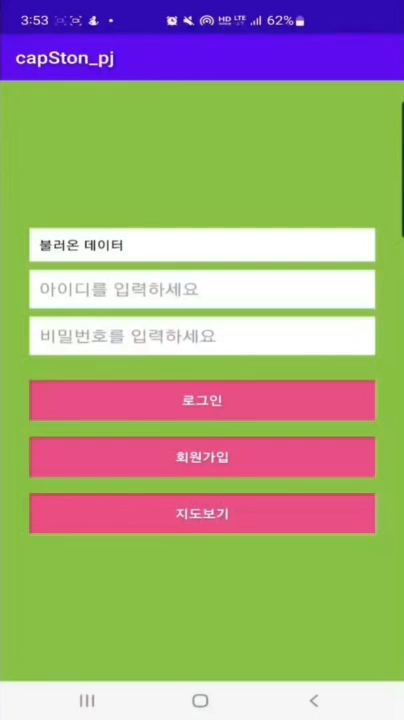 3:53 HD LTE 62%
capSton_pj
불러온 데이터
아이디를 입력하세요
비밀번호를 입력하세요
로그인
회원가입
지도보기